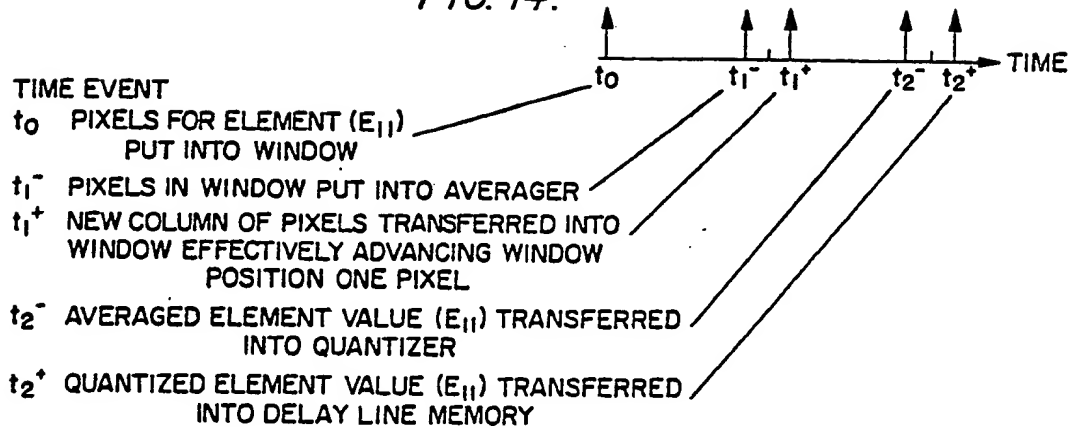 FIG. 14.
TIME
t₀ t₁⁻ t₁⁺ t₂⁻ t₂⁺
TIME EVENT
t₀ PIXELS FOR ELEMENT (E₁₁)
PUT INTO WINDOW
t₁⁻ PIXELS IN WINDOW PUT INTO AVERAGER
t₁⁺ NEW COLUMN OF PIXELS TRANSFERRED INTO
WINDOW EFFECTIVELY ADVANCING WINDOW
POSITION ONE PIXEL
t₂⁻ AVERAGED ELEMENT VALUE (E₁₁) TRANSFERRED
INTO QUANTIZER
t₂⁺ QUANTIZED ELEMENT VALUE (E₁₁) TRANSFERRED
INTO DELAY LINE MEMORY